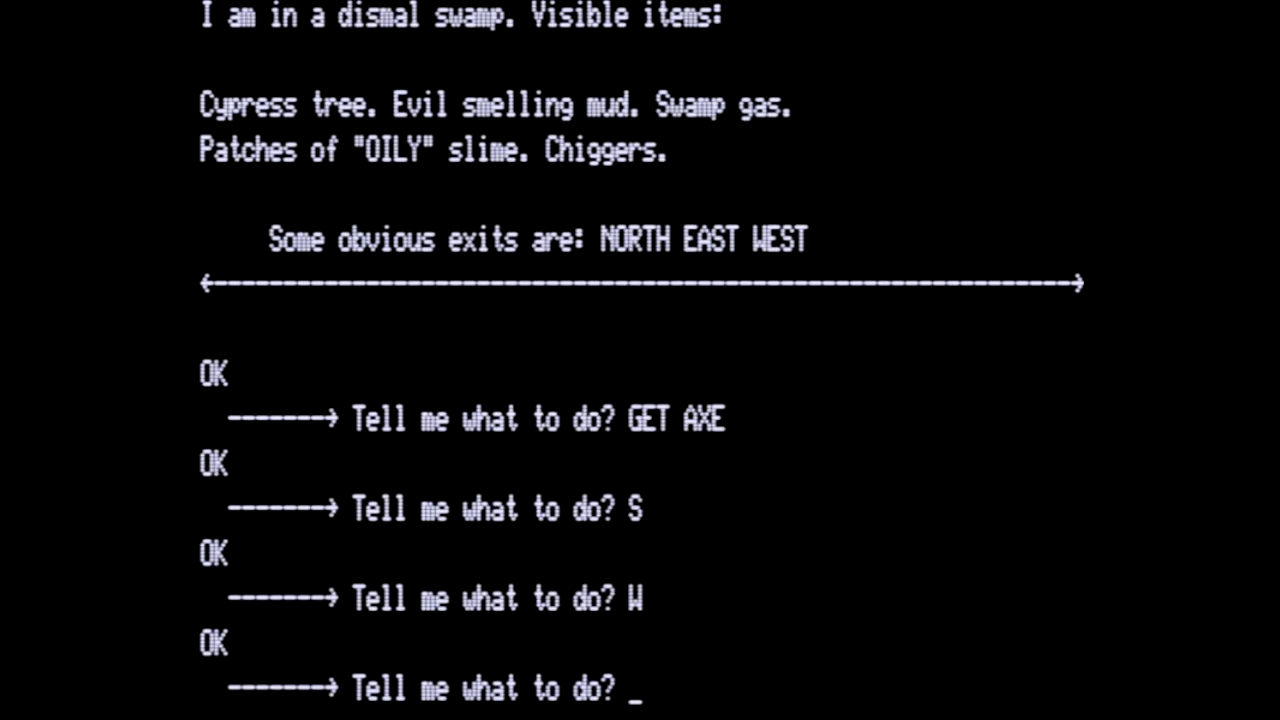 I am in a dismal swamp. Visible items:
Cypress tree. Evil smelling mud. Swamp gas.
Patches of "OILY" slime. Chiggers.
Some obvious exits are: NORTH EAST WEST
<--------------------------------------------------------------->
OK
-------> Tell me what to do? GET AXE
OK
-------> Tell me what to do? S
OK
-------> Tell me what to do? W
OK
-------> Tell me what to do? _